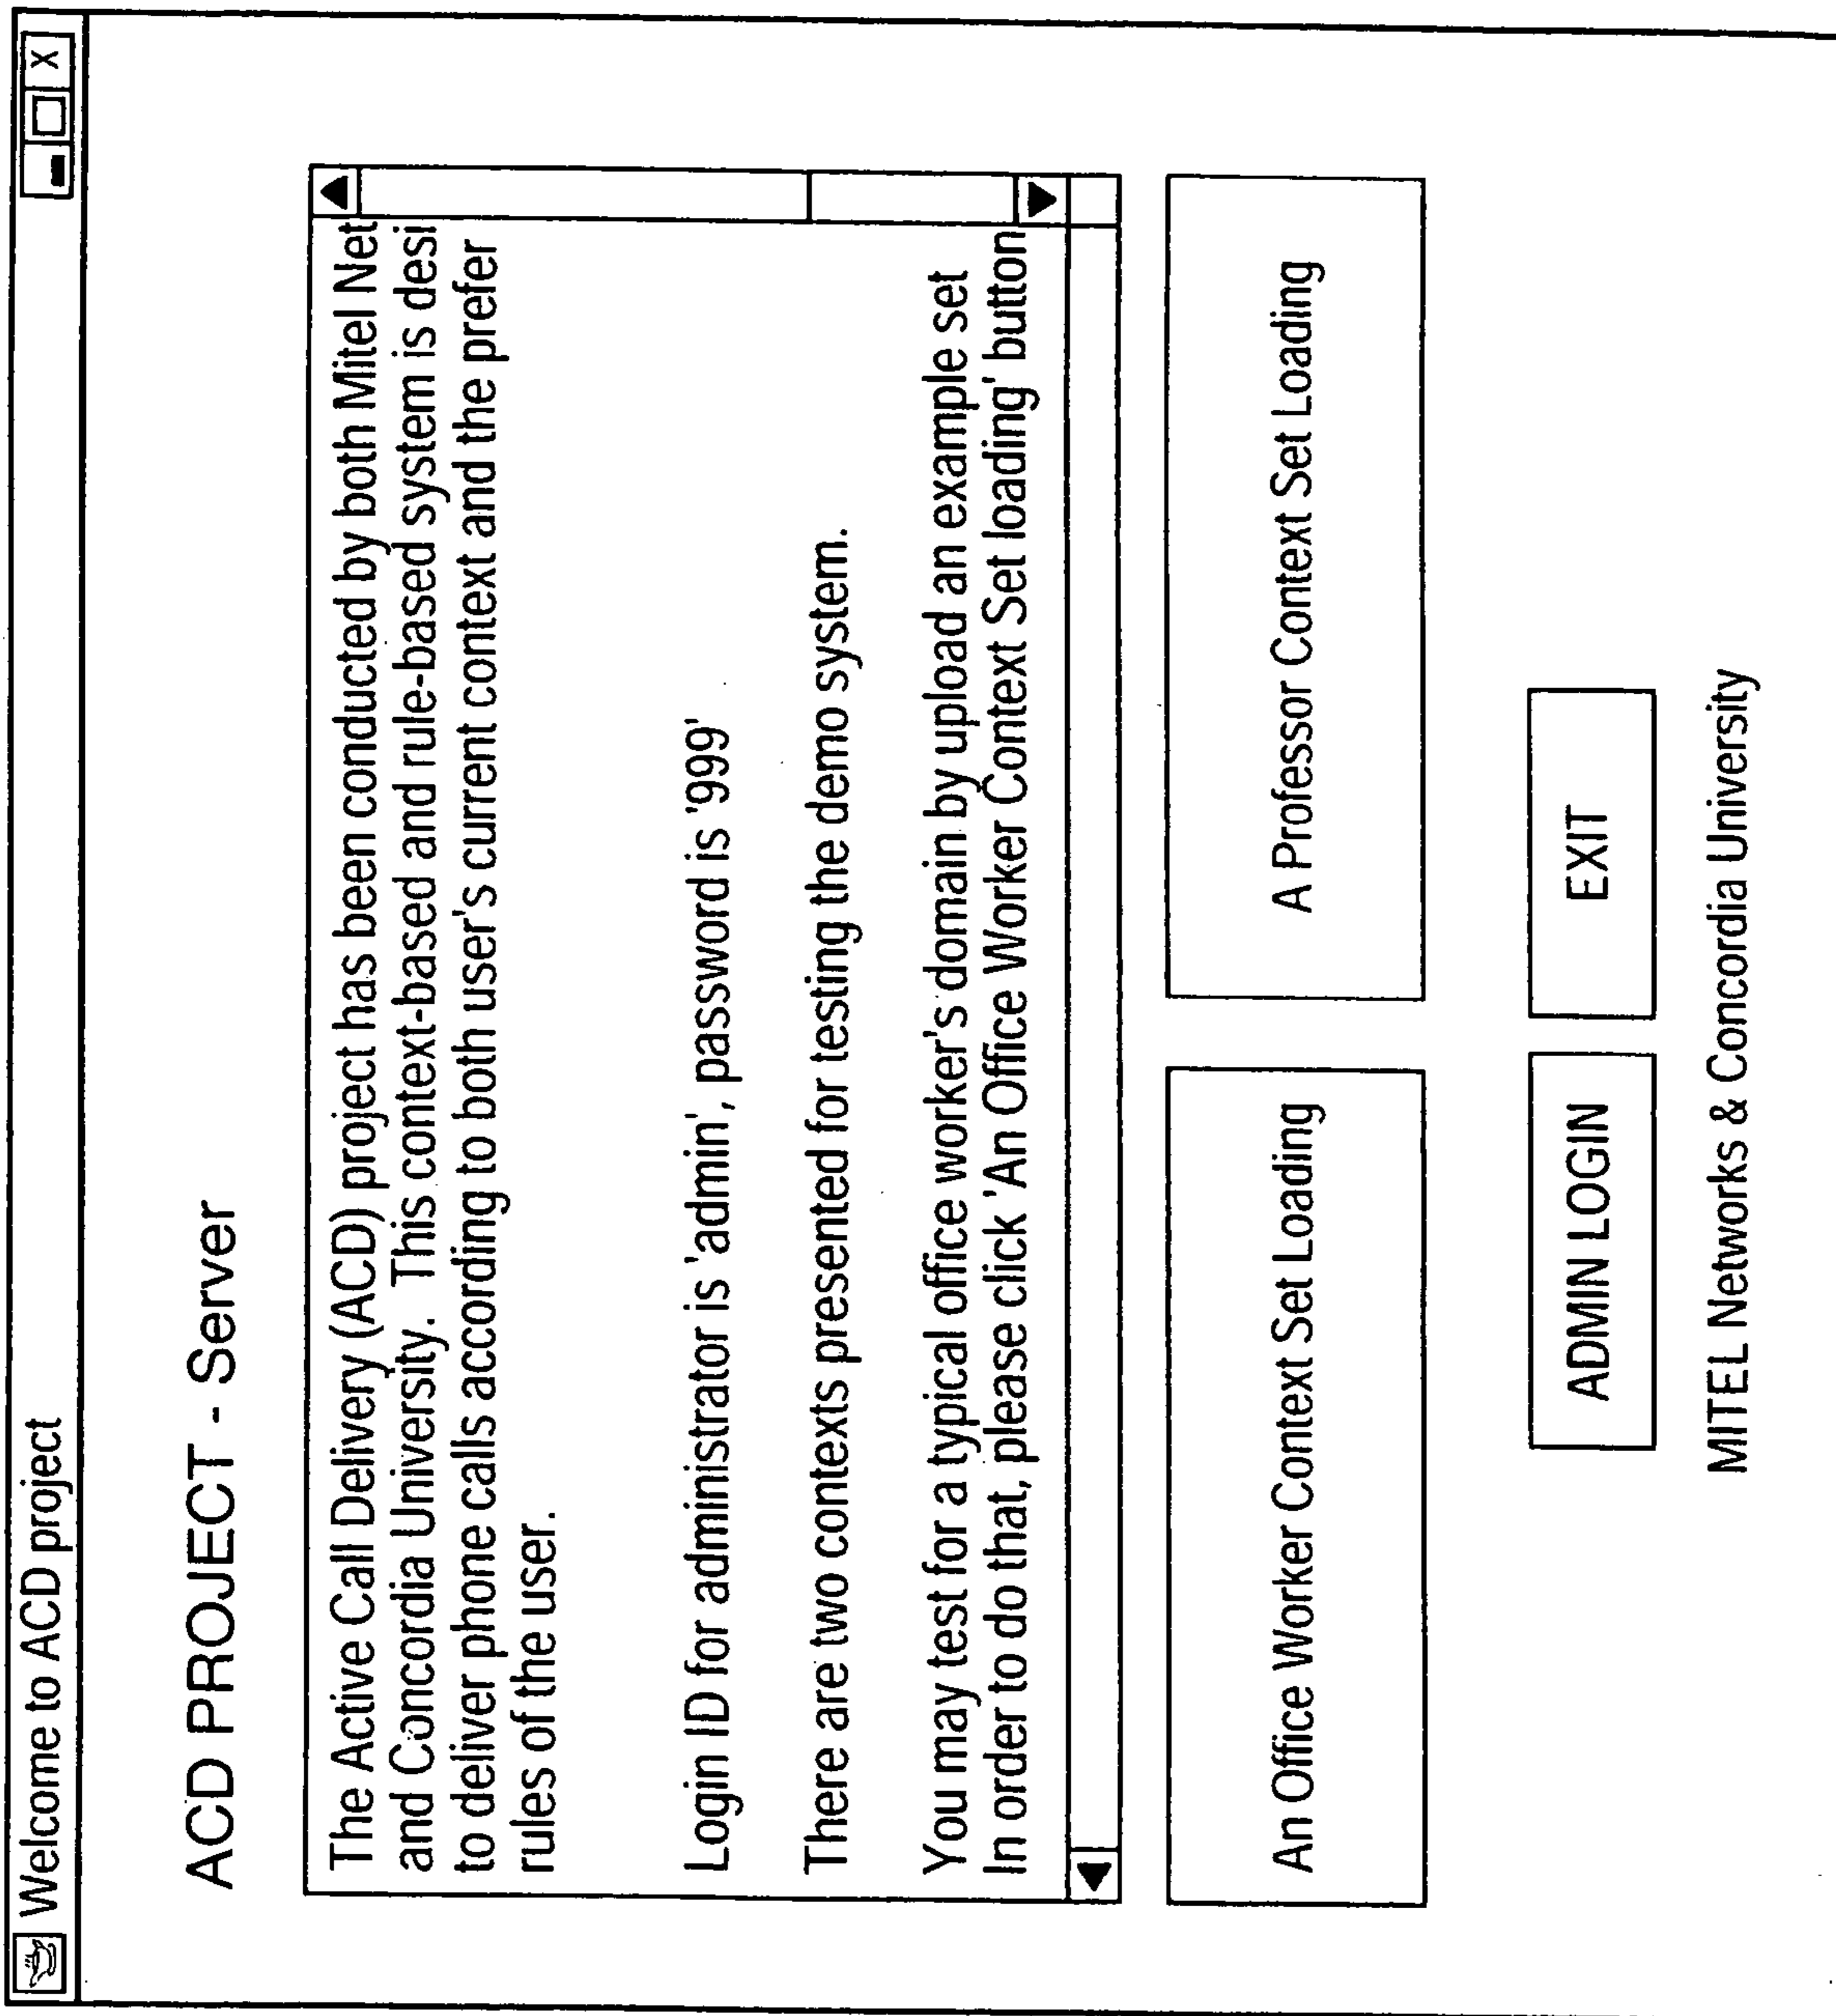 Welcome to ACD project
X
ACD PROJECT - Server
The Active Call Delivery (ACD) project has been conducted by both Mitel Net
and Concordia University. This context-based and rule-based system is desi
to deliver phone calls according to both user's current context and the prefer
rules of the user.
Login ID for administrator is 'admin', password is '999'
There are two contexts presented for testing the demo system.
You may test for a typical office worker's domain by upload an example set
In order to do that, please click 'An Office Worker Context Set loading' button
An Office Worker Context Set Loading
A Professor Context Set Loading
ADMIN LOGIN
EXIT
MITEL Networks & Concordia University